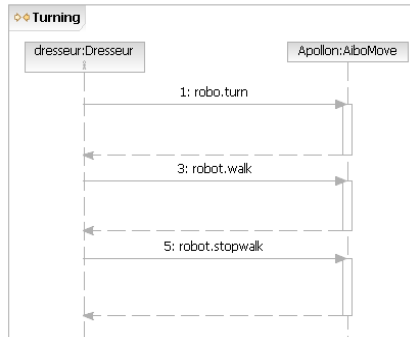 Turning
dresseur:Dresseur
Apollon:AiboMove
1: robo.turn
3: robot.walk
5: robot.stopwalk